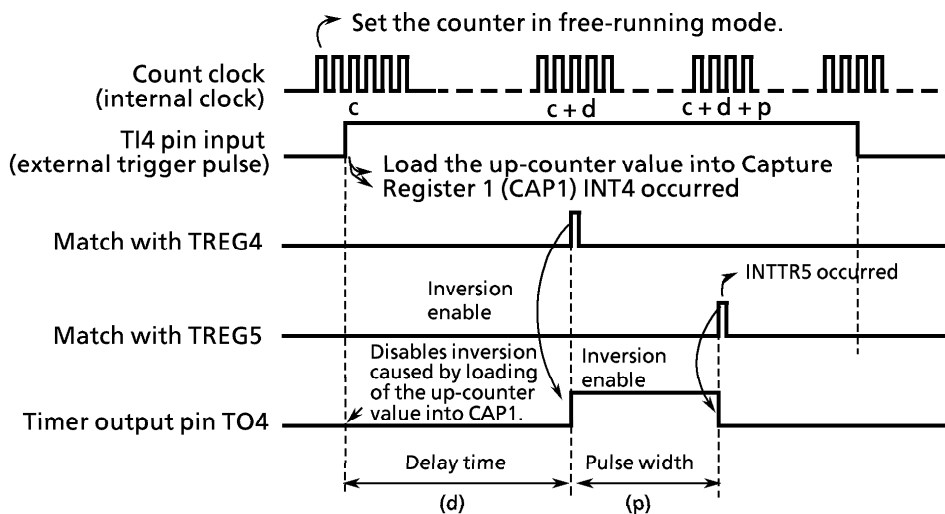 Set the counter in free-running mode.
Count clock
(internal clock)
c
c + d
c + d + p
TI4 pin input
(external trigger pulse)
Load the up-counter value into Capture
Register 1 (CAP1) INT4 occurred
Match with TREG4
INTTR5 occurred
Inversion
enable
Match with TREG5
Disables inversion
caused by loading
of the up-counter
value into CAP1.
Inversion
enable
Timer output pin TO4
Delay time
Pulse width
(d)
(p)